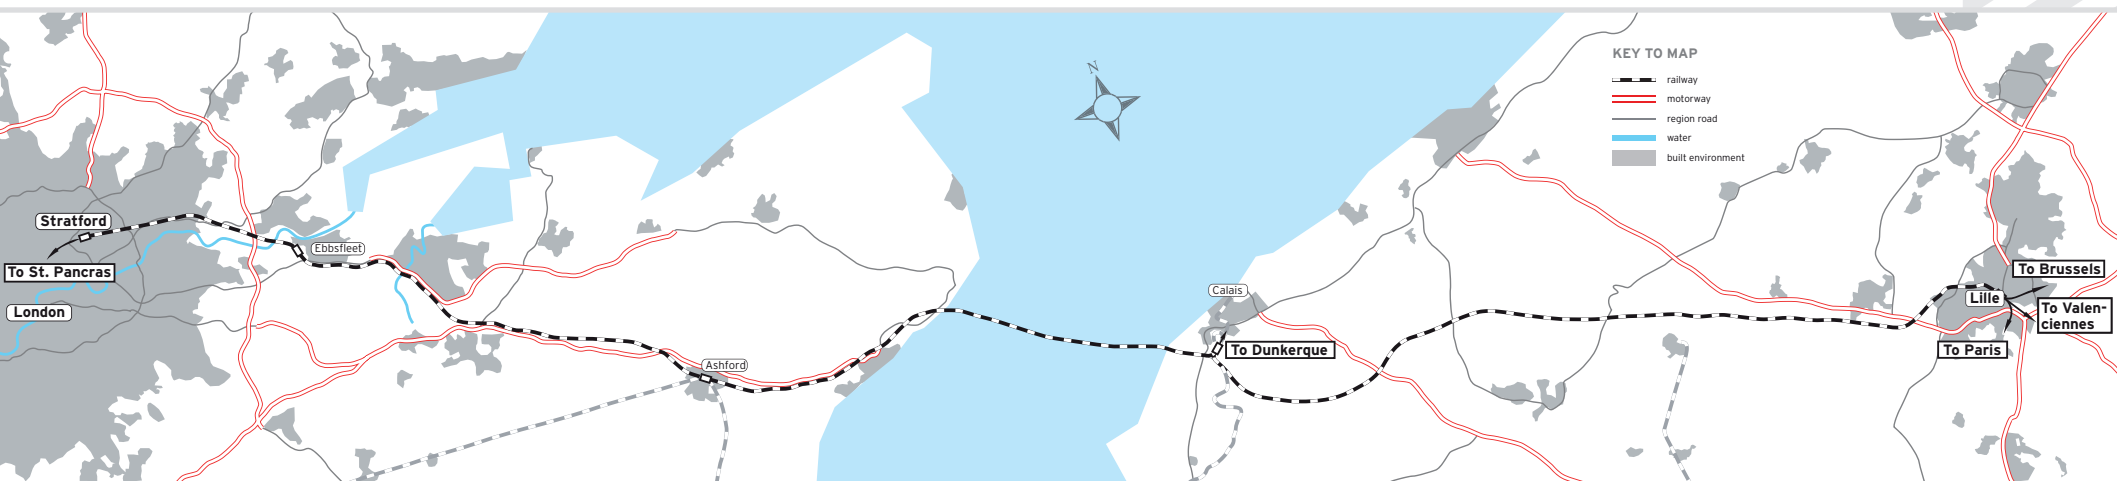 N
KEY TO MAP
railway
motorway
region road
water
built environment
Stratford
Ebbsfleet
To St. Pancras
London
Ashford
Calais
To Dunkerque
To Brussels
Lille
To Valen-
ciennes
To Paris